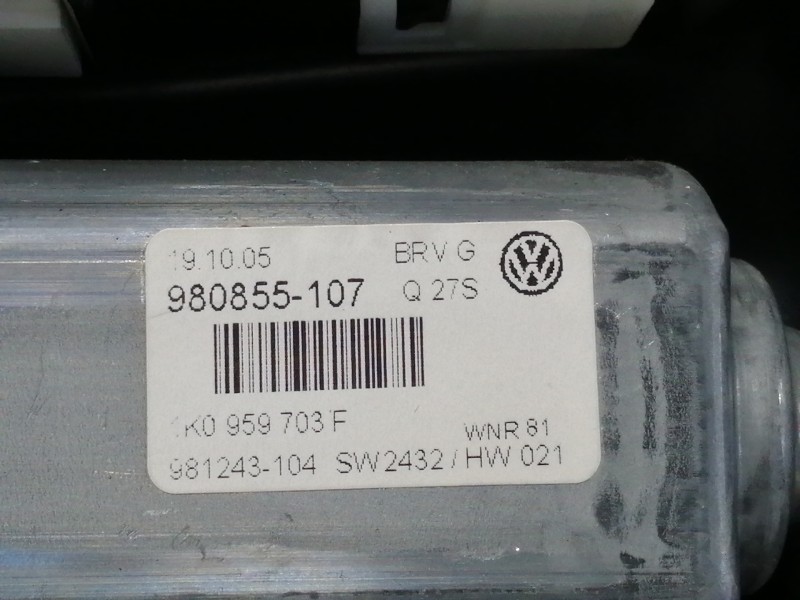 19.10.05 BRV G
980855-107 Q 27S
1K0 959 703 F
WNR 81
981243-104 SW2432 / HW 021